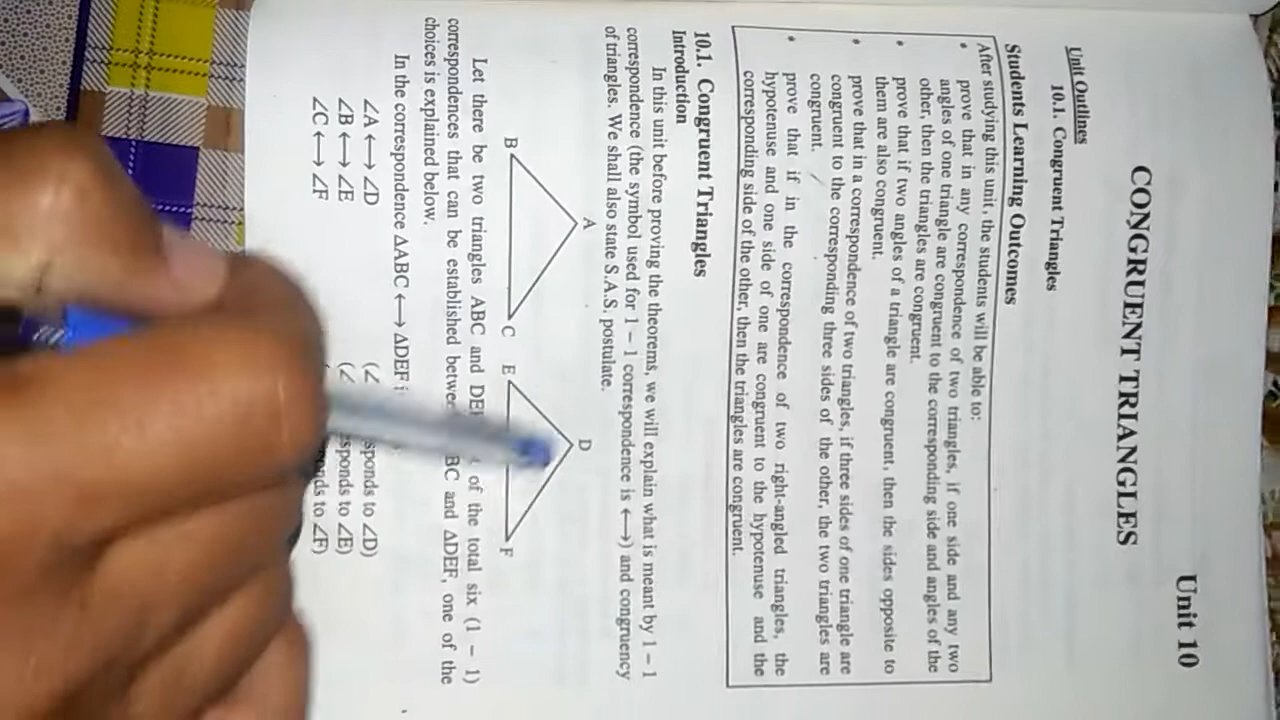 Unit 10
CONGRUENT TRIANGLES
Unit Outlines
10.1. Congruent Triangles
Students Learning Outcomes
After studying this unit, the students will be able to:
• prove that in any correspondence of two triangles, if one side and any two
angles of one triangle are congruent to the corresponding side and angles of the
other, then the triangles are congruent.
• prove that if two angles of a triangle are congruent, then the sides opposite to
them are also congruent.
• prove that in a correspondence of two triangles, if three sides of one triangle are
congruent to the corresponding three sides of the other, the two triangles are
congruent.
• prove that if in the correspondence of two right-angled triangles, the
hypotenuse and one side of one are congruent to the hypotenuse and the
corresponding side of the other, then the triangles are congruent.
10.1. Congruent Triangles
Introduction
In this unit before proving the theorems, we will explain what is meant by 1 – 1
correspondence (the symbol used for 1 – 1 correspondence is ⟷) and congruency
of triangles. We shall also state S.A.S. postulate.
A D
B C E F
Let there be two triangles ABC and of the total six (1 – 1)
correspondences that can be established BC and ΔDEF, one of the
choices is explained below.
In the correspondence ΔABC ⟷ ΔDEF
∠A ⟷ ∠D (∠ sponds to ∠D)
∠B ⟷ ∠E (∠ sponds to ∠E)
∠C ⟷ ∠F to ∠F)